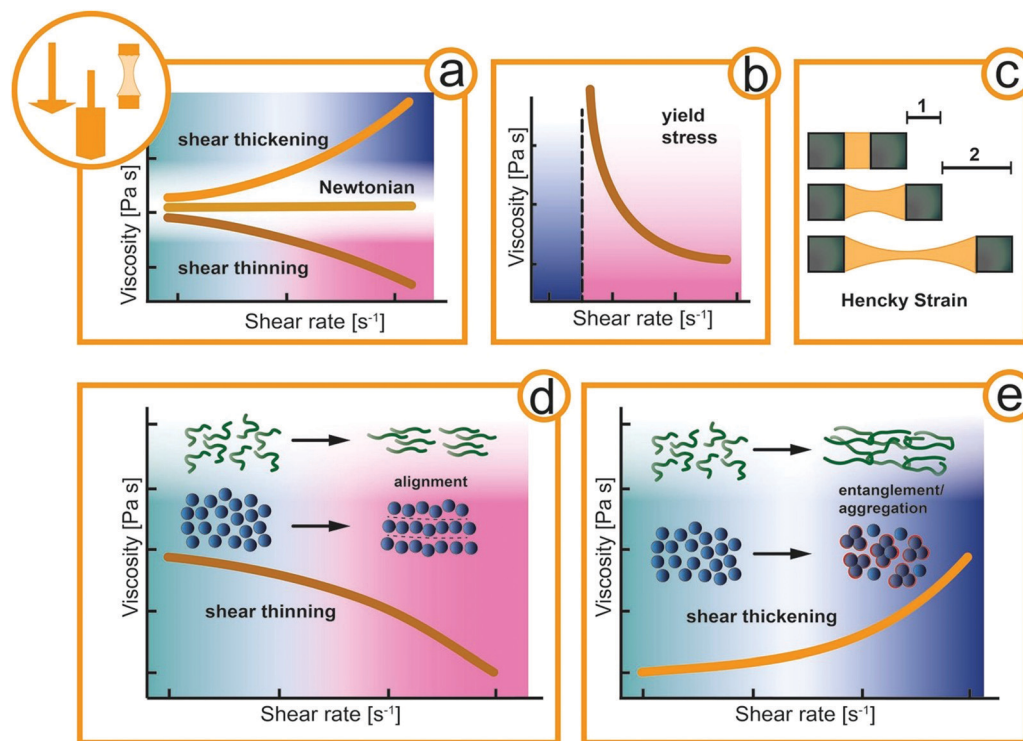 a
shear thickening
Newtonian
shear thinning
Viscosity [Pa s]
Shear rate [s⁻¹]
b
yield
stress
Viscosity [Pa s]
Shear rate [s⁻¹]
c
1
2
Hencky Strain
d
alignment
shear thinning
Viscosity [Pa s]
Shear rate [s⁻¹]
e
entanglement/
aggregation
shear thickening
Viscosity [Pa s]
Shear rate [s⁻¹]